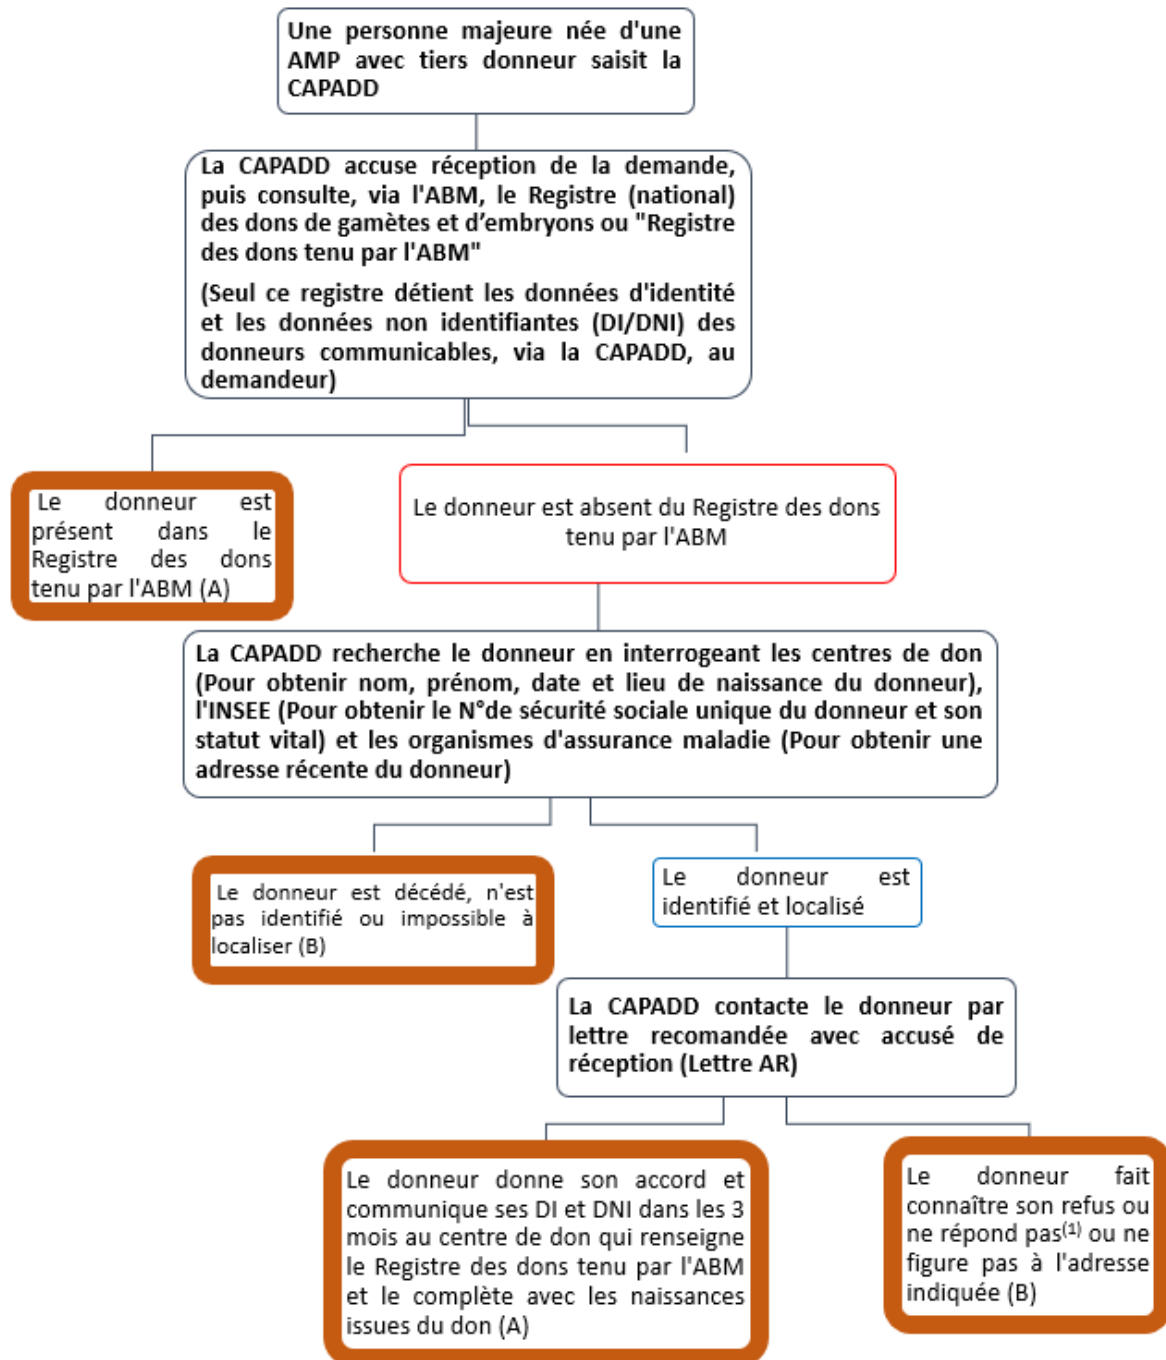 Une personne majeure née d'une
AMP avec tiers donneur saisit la
CAPADD
La CAPADD accuse réception de la demande,
puis consulte, via l'ABM, le Registre (national)
des dons de gamètes et d’embryons ou "Registre
des dons tenu par l'ABM"
(Seul ce registre détient les données d'identité
et les données non identifiantes (DI/DNI) des
donneurs communicables, via la CAPADD, au
demandeur)
Le donneur est
présent dans le
Registre des dons
tenu par l'ABM (A)
Le donneur est absent du Registre des dons
tenu par l'ABM
La CAPADD recherche le donneur en interrogeant les centres de don
(Pour obtenir nom, prénom, date et lieu de naissance du donneur),
l'INSEE (Pour obtenir le N°de sécurité sociale unique du donneur et son
statut vital) et les organismes d'assurance maladie (Pour obtenir une
adresse récente du donneur)
Le donneur est décédé, n'est
pas identifié ou impossible à
localiser (B)
Le donneur est
identifié et localisé
La CAPADD contacte le donneur par
lettre recomandée avec accusé de
réception (Lettre AR)
Le donneur donne son accord et
communique ses DI et DNI dans les 3
mois au centre de don qui renseigne
le Registre des dons tenu par l'ABM
et le complète avec les naissances
issues du don (A)
Le donneur fait
connaître son refus ou
ne répond pas(1) ou ne
figure pas à l'adresse
indiquée (B)